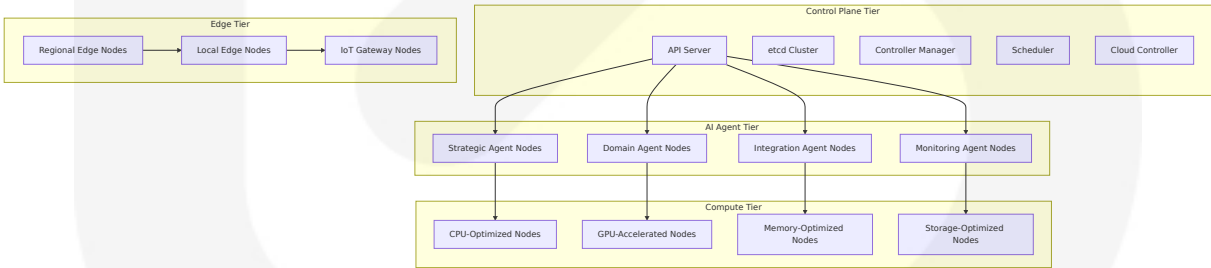 Edge Tier
Regional Edge Nodes
Local Edge Nodes
IoT Gateway Nodes
Control Plane Tier
API Server
etcd Cluster
Controller Manager
Scheduler
Cloud Controller
AI Agent Tier
Strategic Agent Nodes
Domain Agent Nodes
Integration Agent Nodes
Monitoring Agent Nodes
Compute Tier
CPU-Optimized Nodes
GPU-Accelerated Nodes
Memory-Optimized
Nodes
Storage-Optimized
Nodes